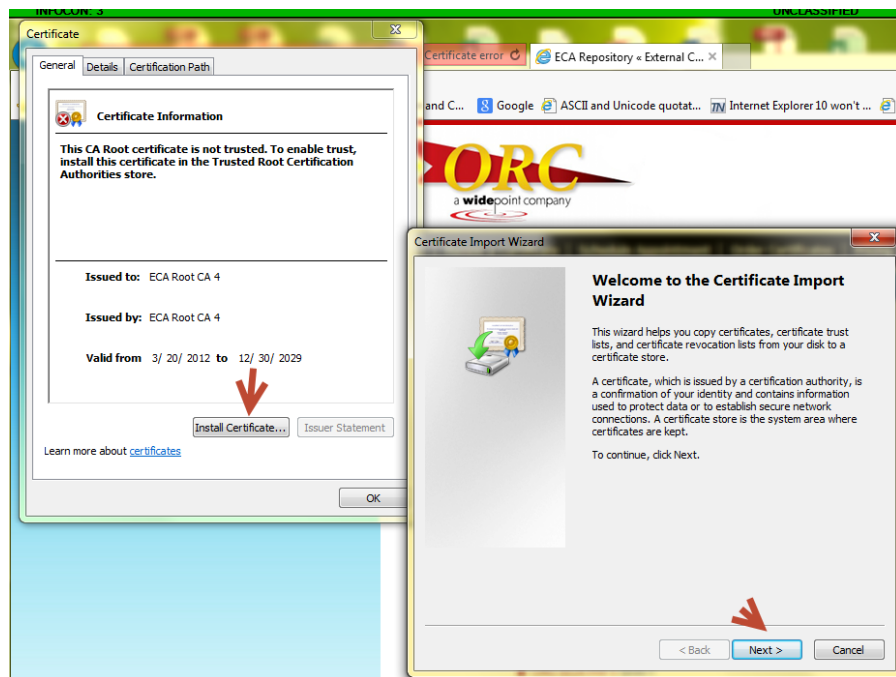 INFOCON: 3
UNCLASSIFIED
Certificate
General
Details
Certification Path
Certificate Information
This CA Root certificate is not trusted. To enable trust,
install this certificate in the Trusted Root Certification
Authorities store.
Issued to: ECA Root CA 4
Issued by: ECA Root CA 4
Valid from 3/ 20/ 2012 to 12/ 30/ 2029
Install Certificate...
Issuer Statement
Learn more about certificates
OK
Certificate error
ECA Repository « External C...
and C...
Google
ASCII and Unicode quotat...
TN Internet Explorer 10 won't ...
ORC
a widepoint company
Certificate Import Wizard
Welcome to the Certificate Import
Wizard
This wizard helps you copy certificates, certificate trust
lists, and certificate revocation lists from your disk to a
certificate store.
A certificate, which is issued by a certification authority, is
a confirmation of your identity and contains information
used to protect data or to establish secure network
connections. A certificate store is the system area where
certificates are kept.
To continue, click Next.
< Back
Next >
Cancel